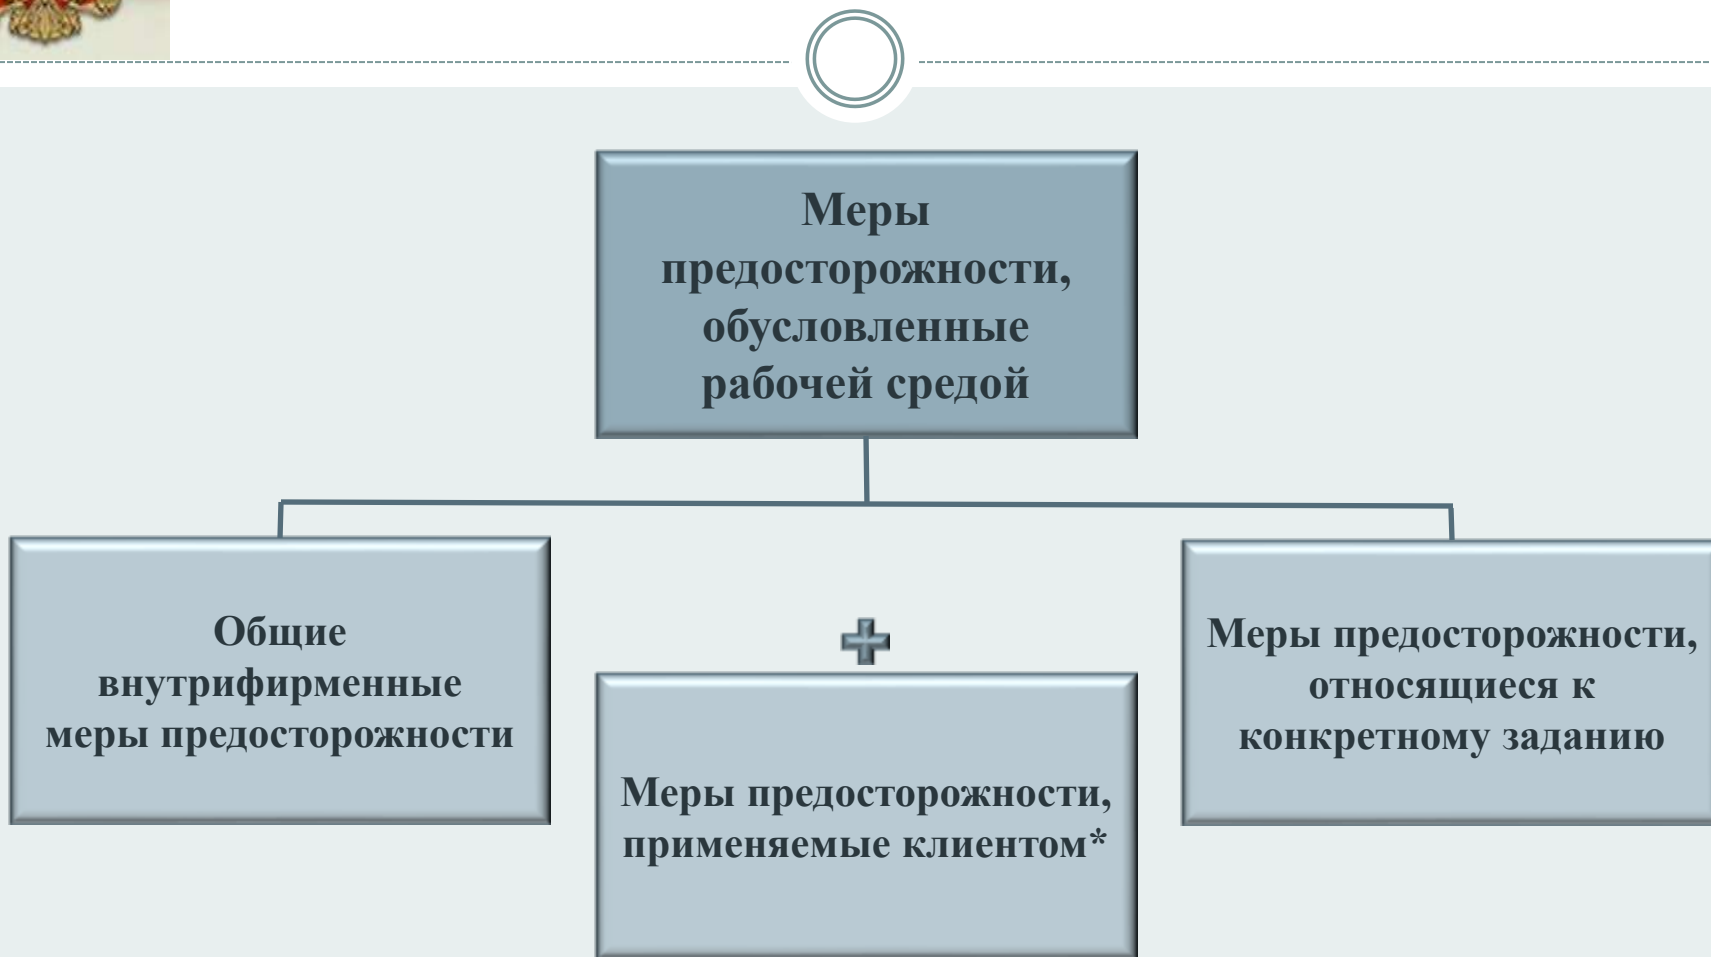 Меры
предосторожности,
обусловленные
рабочей средой
Общие
внутрифирменные
меры предосторожности
Меры предосторожности,
применяемые клиентом*
Меры предосторожности,
относящиеся к
конкретному заданию